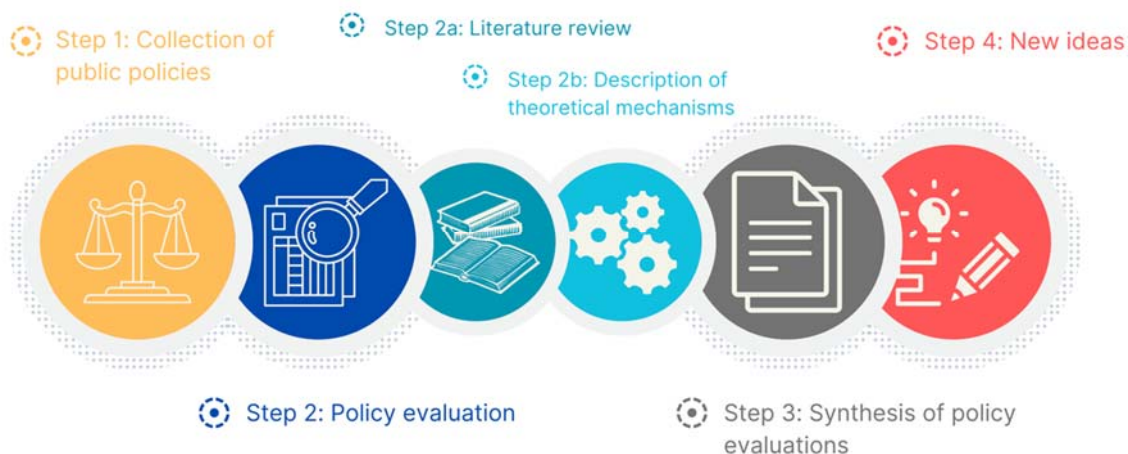 Step 1: Collection of
public policies
Step 2a: Literature review
Step 2b: Description of
theoretical mechanisms
Step 4: New ideas
Step 2: Policy evaluation
Step 3: Synthesis of policy
evaluations